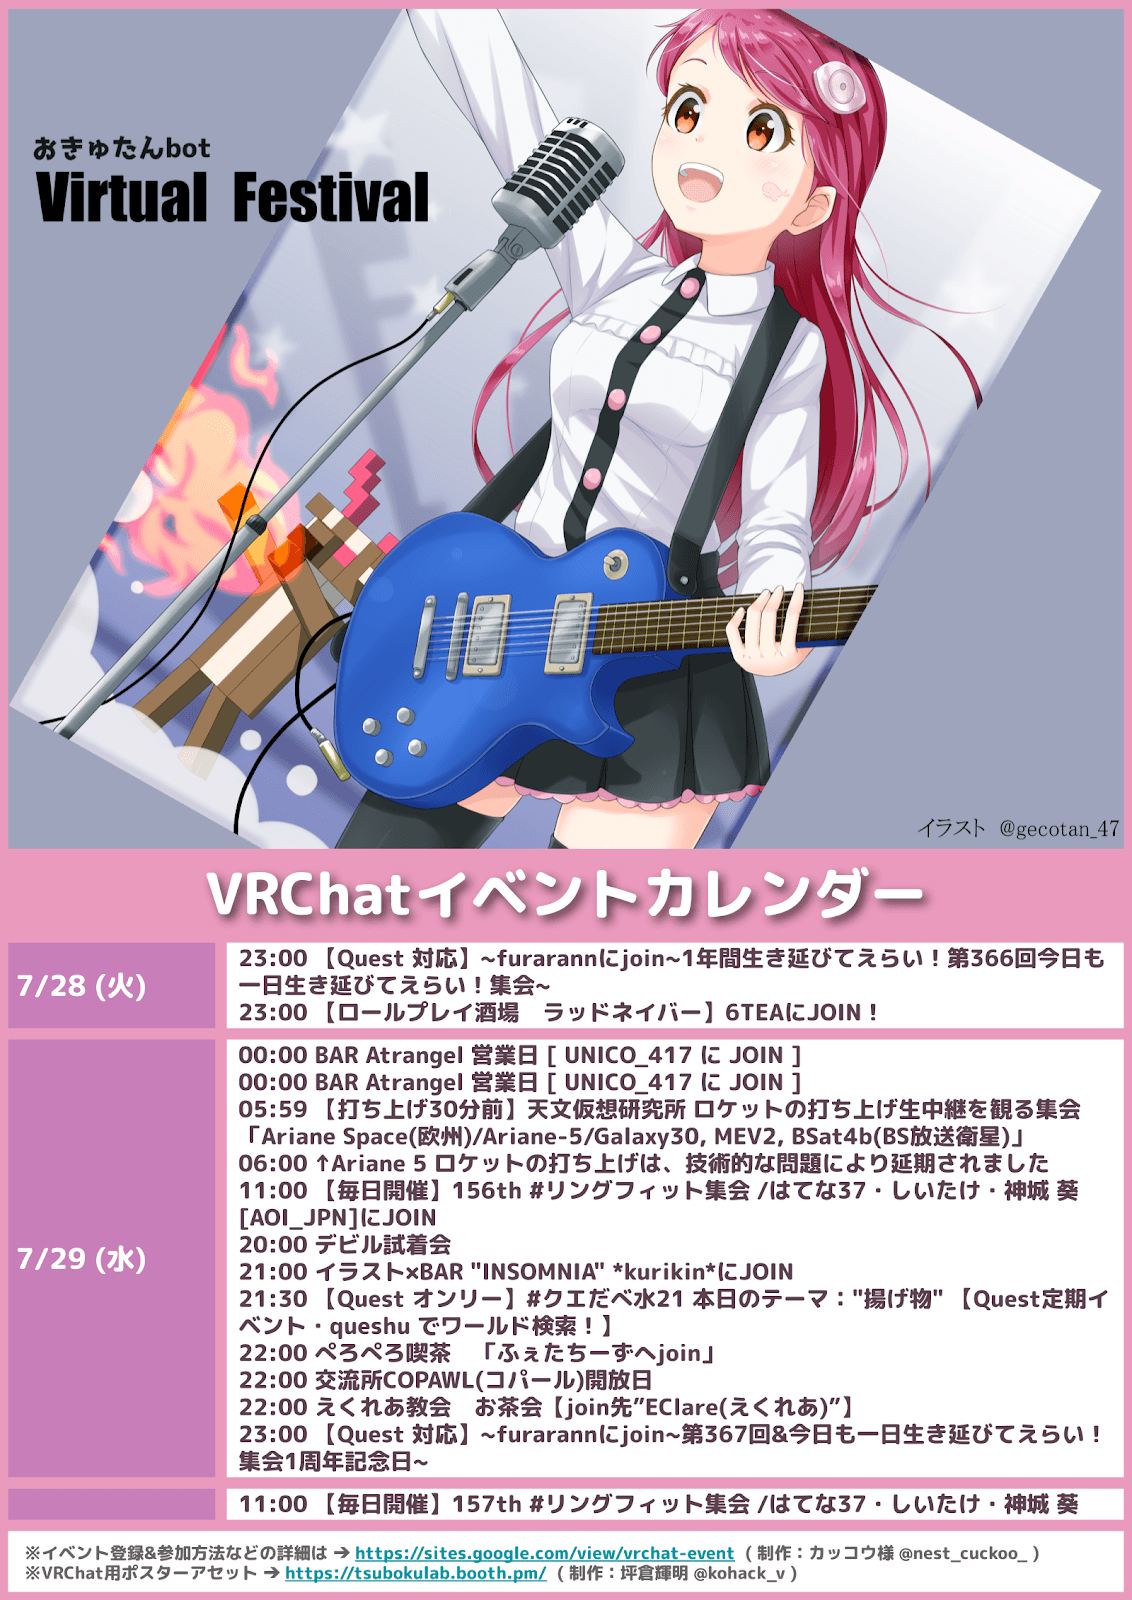 おきゅたんbot
Virtual Festival
イラスト @gecotan_47
VRChatイベントカレンダー
7/28 (火)
23:00 【Quest 対応】~furarannにjoin~1年間生き延びてえらい！第366回今日も
一日生き延びてえらい！集会~
23:00 【ロールプレイ酒場　ラッドネイバー】6TEAにJOIN！
7/29 (水)
00:00 BAR Atrangel 営業日 [ UNICO_417 に JOIN ]
00:00 BAR Atrangel 営業日 [ UNICO_417 に JOIN ]
05:59 【打ち上げ30分前】天文仮想研究所 ロケットの打ち上げ生中継を観る集会
「Ariane Space(欧州)/Ariane-5/Galaxy30, MEV2, BSat4b(BS放送衛星)」
06:00 ↑Ariane 5 ロケットの打ち上げは、技術的な問題により延期されました
11:00 【毎日開催】156th #リングフィット集会 /はてな37・しいたけ・神城 葵
[AOI_JPN]にJOIN
20:00 デビル試着会
21:00 イラスト×BAR "INSOMNIA" *kurikin*にJOIN
21:30 【Quest オンリー】#クエだべ水21 本日のテーマ："揚げ物" 【Quest定期イ
ベント・queshu でワールド検索！】
22:00 ぺろぺろ喫茶　「ふぇたちーずへjoin」
22:00 交流所COPAWL(コパール)開放日
22:00 えくれあ教会　お茶会【join先”EClare(えくれあ)”】
23:00 【Quest 対応】~furarannにjoin~第367回&今日も一日生き延びてえらい！
集会1周年記念日~
11:00 【毎日開催】157th #リングフィット集会 /はてな37・しいたけ・神城 葵
※イベント登録&参加方法などの詳細は → https://sites.google.com/view/vrchat-event ( 制作：カッコウ様 @nest_cuckoo_ )
※VRChat用ポスターアセット → https://tsubokulab.booth.pm/ ( 制作：坪倉輝明 @kohack_v )